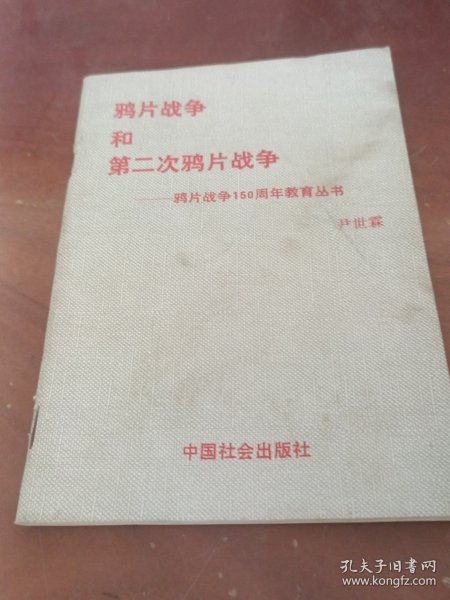 鸦片战争
和
第二次鸦片战争
——鸦片战争150周年教育丛书
尹世霖
中国社会出版社
孔夫子旧书网
www.kongfz.com